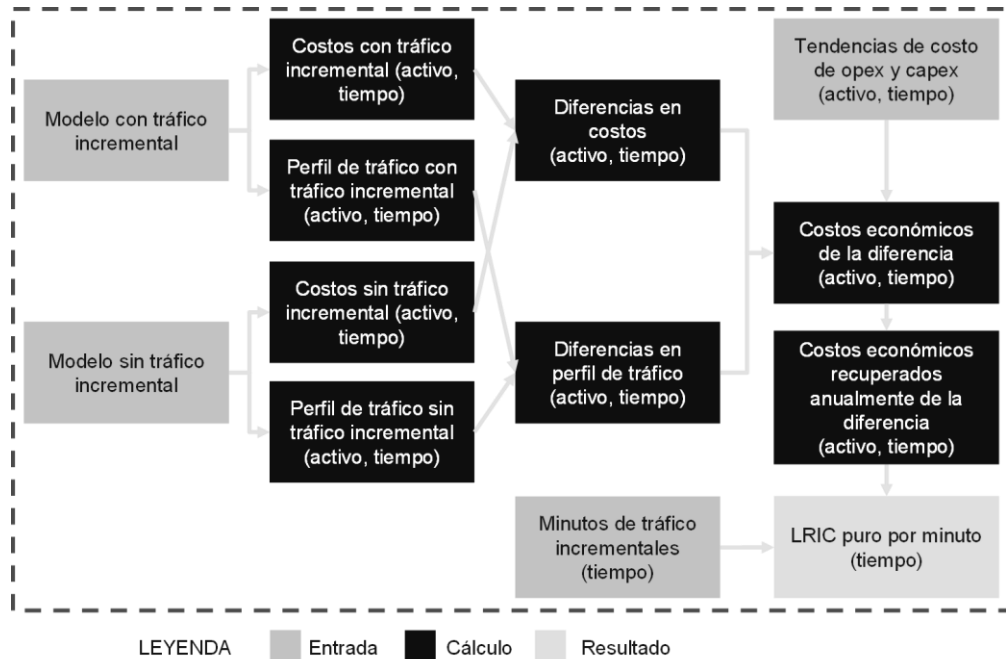 Modelo con tráfico
incremental
Modelo sin tráfico
incremental
Costos con tráfico
incremental (activo,
tiempo)
Perfil de tráfico con
tráfico incremental
(activo, tiempo)
Costos sin tráfico
incremental (activo,
tiempo)
Perfil de tráfico sin
tráfico incremental
(activo, tiempo)
Diferencias en
costos
(activo, tiempo)
Diferencias en
perfil de tráfico
(activo, tiempo)
Minutos de tráfico
incrementales
(tiempo)
Tendencias de costo
de opex y capex
(activo, tiempo)
Costos económicos
de la diferencia
(activo, tiempo)
Costos económicos
recuperados
anualmente de la
diferencia
(activo, tiempo)
LRIC puro por minuto
(tiempo)
LEYENDA
Entrada
Cálculo
Resultado